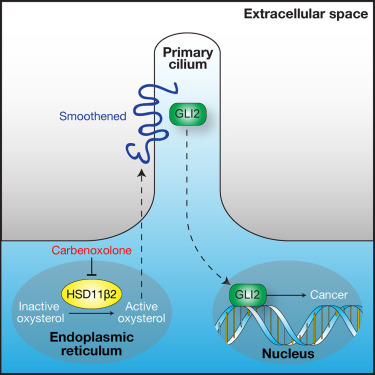 Extracellular space
Primary
cilium
Smoothened
GLI2
Carbenoxolone
HSD11β2
Inactive
oxysterol
Active
oxysterol
Endoplasmic
reticulum
GLI2
Cancer
Nucleus